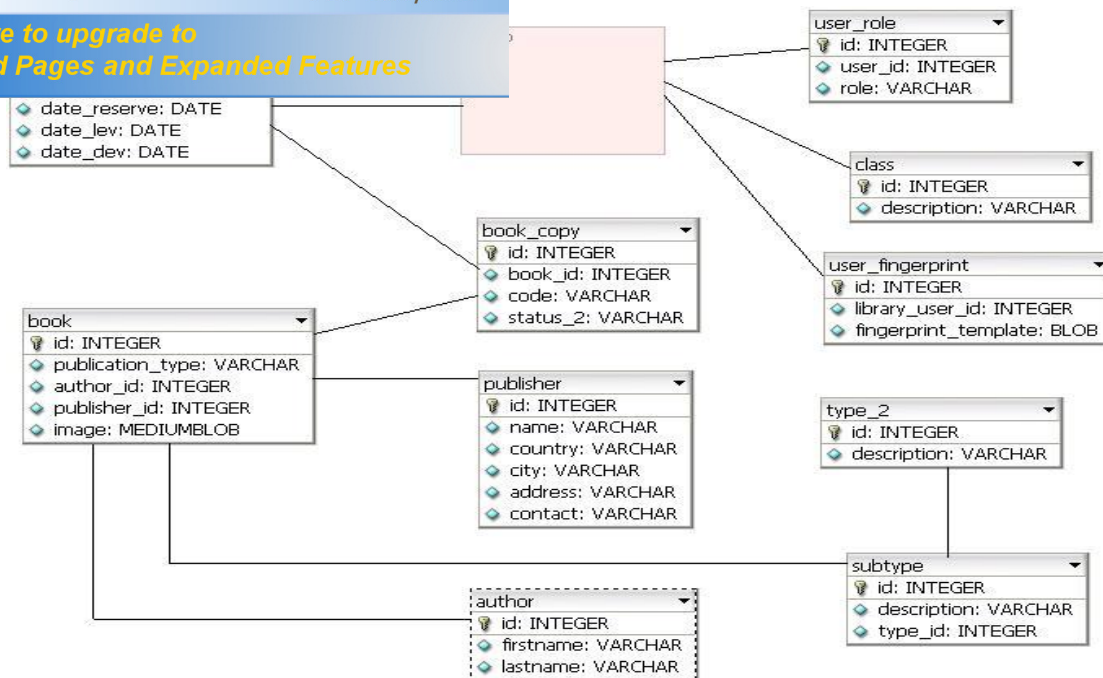 e to upgrade to
d Pages and Expanded Features
date_reserve: DATE
date_lev: DATE
date_dev: DATE
user_role
id: INTEGER
user_id: INTEGER
role: VARCHAR
class
id: INTEGER
description: VARCHAR
book_copy
id: INTEGER
book_id: INTEGER
code: VARCHAR
status_2: VARCHAR
user_fingerprint
id: INTEGER
library_user_id: INTEGER
fingerprint_template: BLOB
book
id: INTEGER
publication_type: VARCHAR
author_id: INTEGER
publisher_id: INTEGER
image: MEDIUMBLOB
publisher
id: INTEGER
name: VARCHAR
country: VARCHAR
city: VARCHAR
address: VARCHAR
contact: VARCHAR
type_2
id: INTEGER
description: VARCHAR
subtype
id: INTEGER
description: VARCHAR
type_id: INTEGER
author
id: INTEGER
firstname: VARCHAR
lastname: VARCHAR